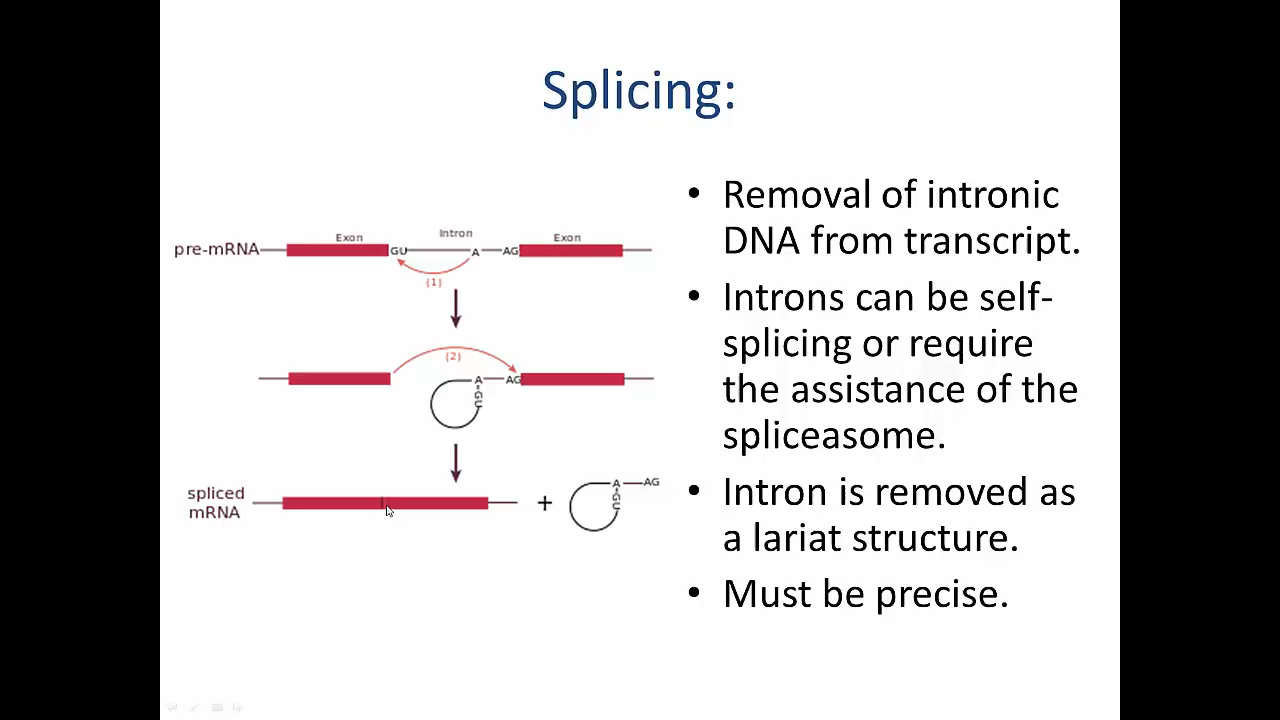 Splicing:
• Removal of intronic
DNA from transcript.
• Introns can be self-
splicing or require
the assistance of the
spliceasome.
• Intron is removed as
a lariat structure.
• Must be precise.
Exon Intron Exon
pre-mRNA GU A AG
(1)
(2)
A AG
GU
spliced
mRNA
+
A AG
GU